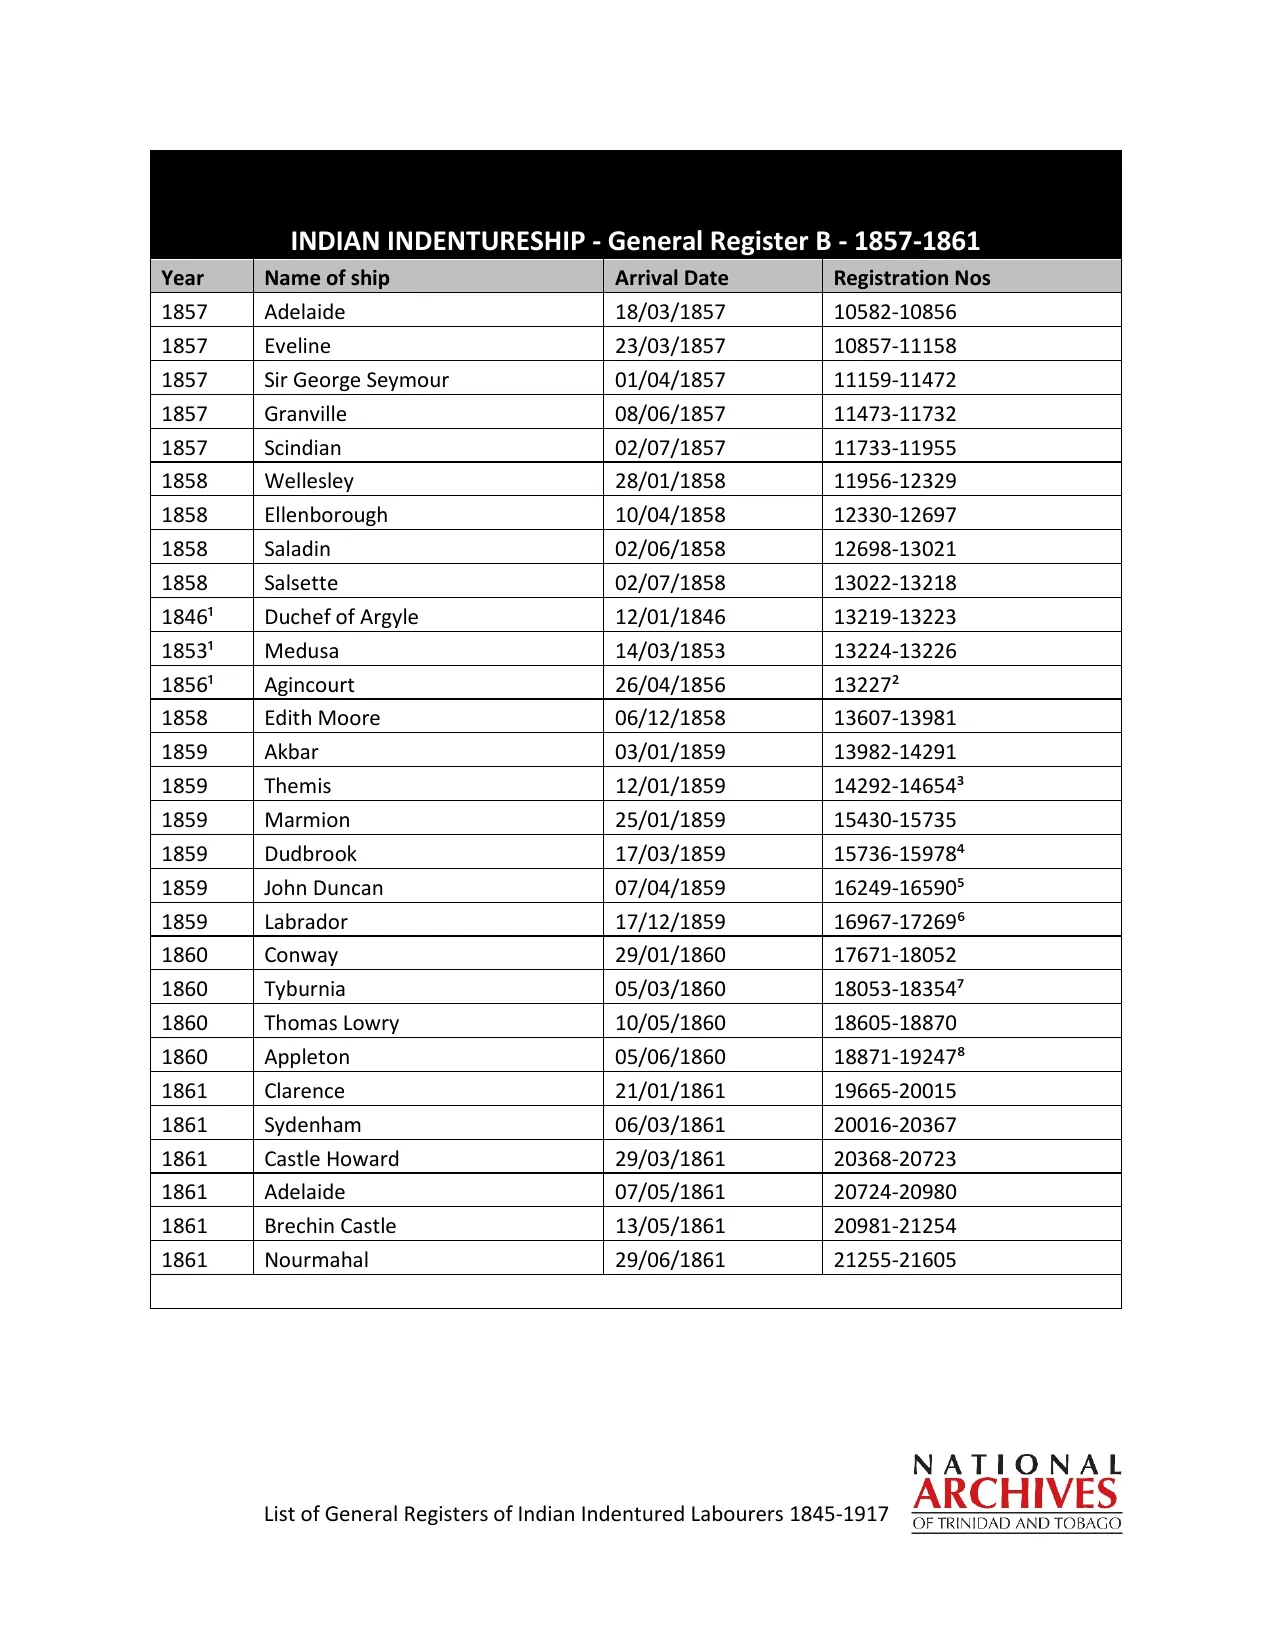 INDIAN INDENTURESHIP - General Register B - 1857-1861
Year Name of ship Arrival Date Registration Nos
1857 Adelaide 18/03/1857 10582-10856
1857 Eveline 23/03/1857 10857-11158
1857 Sir George Seymour 01/04/1857 11159-11472
1857 Granville 08/06/1857 11473-11732
1857 Scindian 02/07/1857 11733-11955
1858 Wellesley 28/01/1858 11956-12329
1858 Ellenborough 10/04/1858 12330-12697
1858 Saladin 02/06/1858 12698-13021
1858 Salsette 02/07/1858 13022-13218
1846¹ Duchef of Argyle 12/01/1846 13219-13223
1853¹ Medusa 14/03/1853 13224-13226
1856¹ Agincourt 26/04/1856 13227²
1858 Edith Moore 06/12/1858 13607-13981
1859 Akbar 03/01/1859 13982-14291
1859 Themis 12/01/1859 14292-14654³
1859 Marmion 25/01/1859 15430-15735
1859 Dudbrook 17/03/1859 15736-15978⁴
1859 John Duncan 07/04/1859 16249-16590⁵
1859 Labrador 17/12/1859 16967-17269⁶
1860 Conway 29/01/1860 17671-18052
1860 Tyburnia 05/03/1860 18053-18354⁷
1860 Thomas Lowry 10/05/1860 18605-18870
1860 Appleton 05/06/1860 18871-19247⁸
1861 Clarence 21/01/1861 19665-20015
1861 Sydenham 06/03/1861 20016-20367
1861 Castle Howard 29/03/1861 20368-20723
1861 Adelaide 07/05/1861 20724-20980
1861 Brechin Castle 13/05/1861 20981-21254
1861 Nourmahal 29/06/1861 21255-21605
List of General Registers of Indian Indentured Labourers 1845-1917
NATIONAL
ARCHIVES
OF TRINIDAD AND TOBAGO